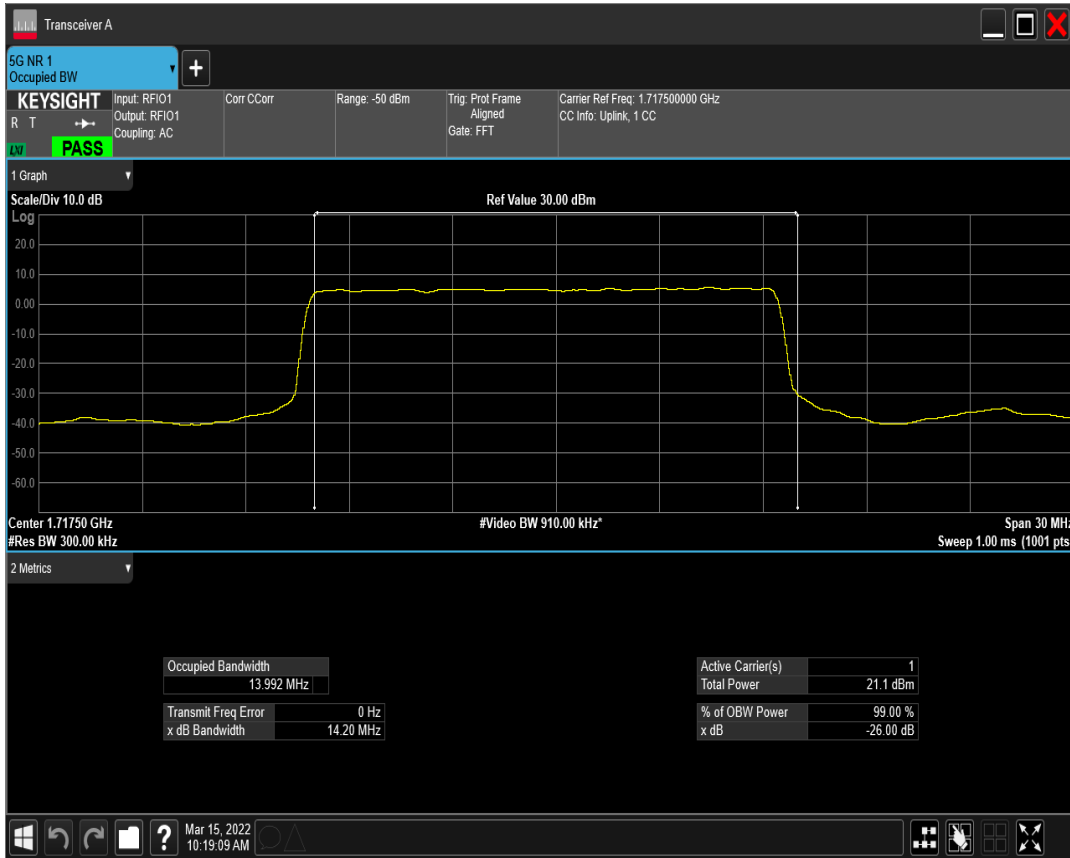 Transceiver A
5G NR 1
Occupied BW
KEYSIGHT
R T
LXI
PASS
Input: RFIO1
Output: RFIO1
Coupling: AC
Corr CCorr
Range: -50 dBm
Trig: Prot Frame
Aligned
Gate: FFT
Carrier Ref Freq: 1.717500000 GHz
CC Info: Uplink, 1 CC
1 Graph
Scale/Div 10.0 dB
Ref Value 30.00 dBm
Log
20.0
10.0
0.00
-10.0
-20.0
-30.0
-40.0
-50.0
-60.0
Center 1.71750 GHz
#Video BW 910.00 kHz*
Span 30 MHz
#Res BW 300.00 kHz
Sweep 1.00 ms (1001 pts
2 Metrics
Occupied Bandwidth
13.992 MHz
Transmit Freq Error 0 Hz
x dB Bandwidth 14.20 MHz
Active Carrier(s) 1
Total Power 21.1 dBm
% of OBW Power 99.00 %
x dB -26.00 dB
?
Mar 15, 2022
10:19:09 AM